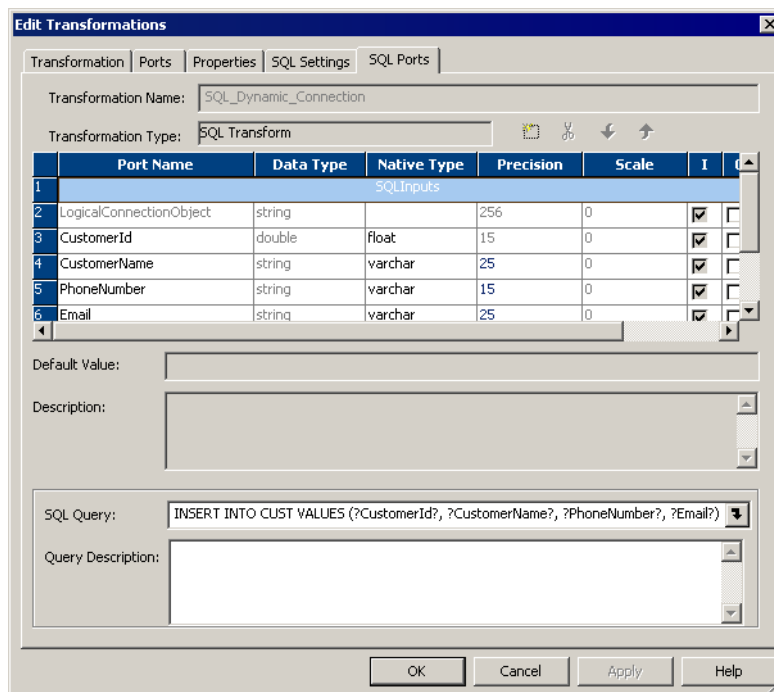 Edit Transformations
Transformation Ports Properties SQL Settings SQL Ports
Transformation Name: SQL_Dynamic_Connection
Transformation Type: SQL Transform
Port Name Data Type Native Type Precision Scale I
1 SQLInputs
2 LogicalConnectionObject string 256 0
3 CustomerId double float 15 0
4 CustomerName string varchar 25 0
5 PhoneNumber string varchar 15 0
6 Email string varchar 25 0
Default Value:
Description:
SQL Query: INSERT INTO CUST VALUES (?CustomerId?, ?CustomerName?, ?PhoneNumber?, ?Email?)
Query Description:
OK Cancel Apply Help